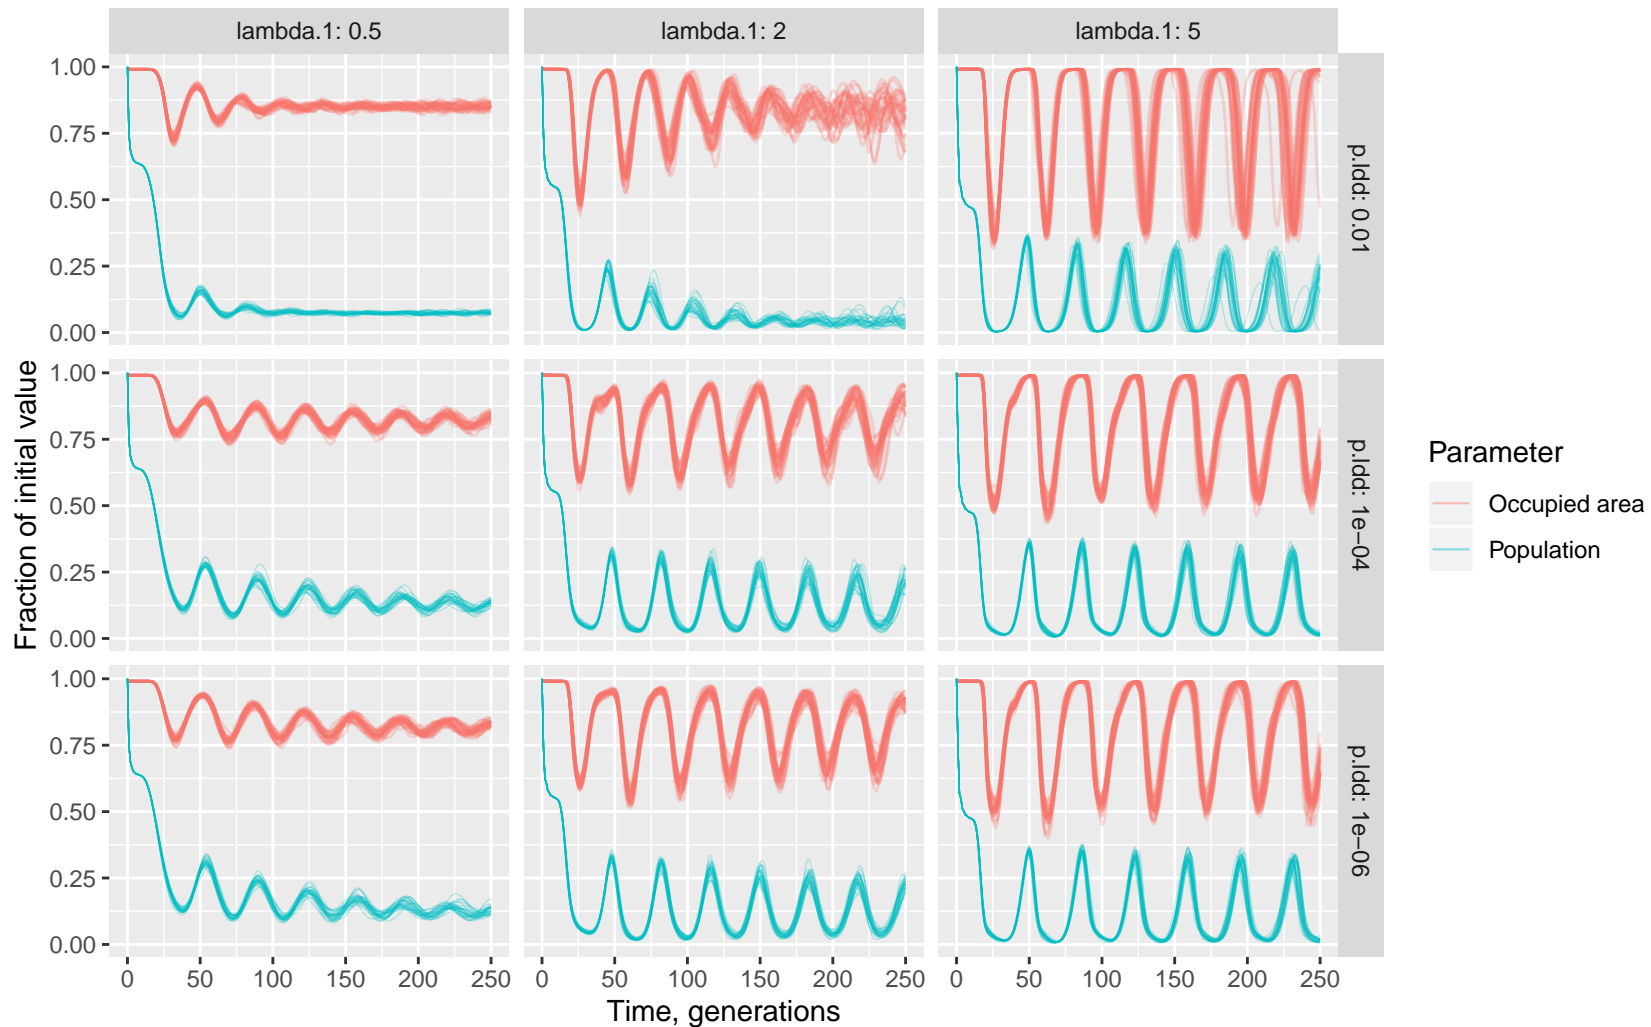 lambda.1: 0.5
lambda.1: 2
lambda.1: 5
1.00
0.75
0.50
0.25
0.00
p.ldd: 0.01
1.00
0.75
0.50
0.25
0.00
p.ldd: 1e−04
1.00
0.75
0.50
0.25
0.00
p.ldd: 1e−06
0 50 100 150 200 250
0 50 100 150 200 250
0 50 100 150 200 250
Time, generations
Fraction of initial value
Parameter
Occupied area
Population